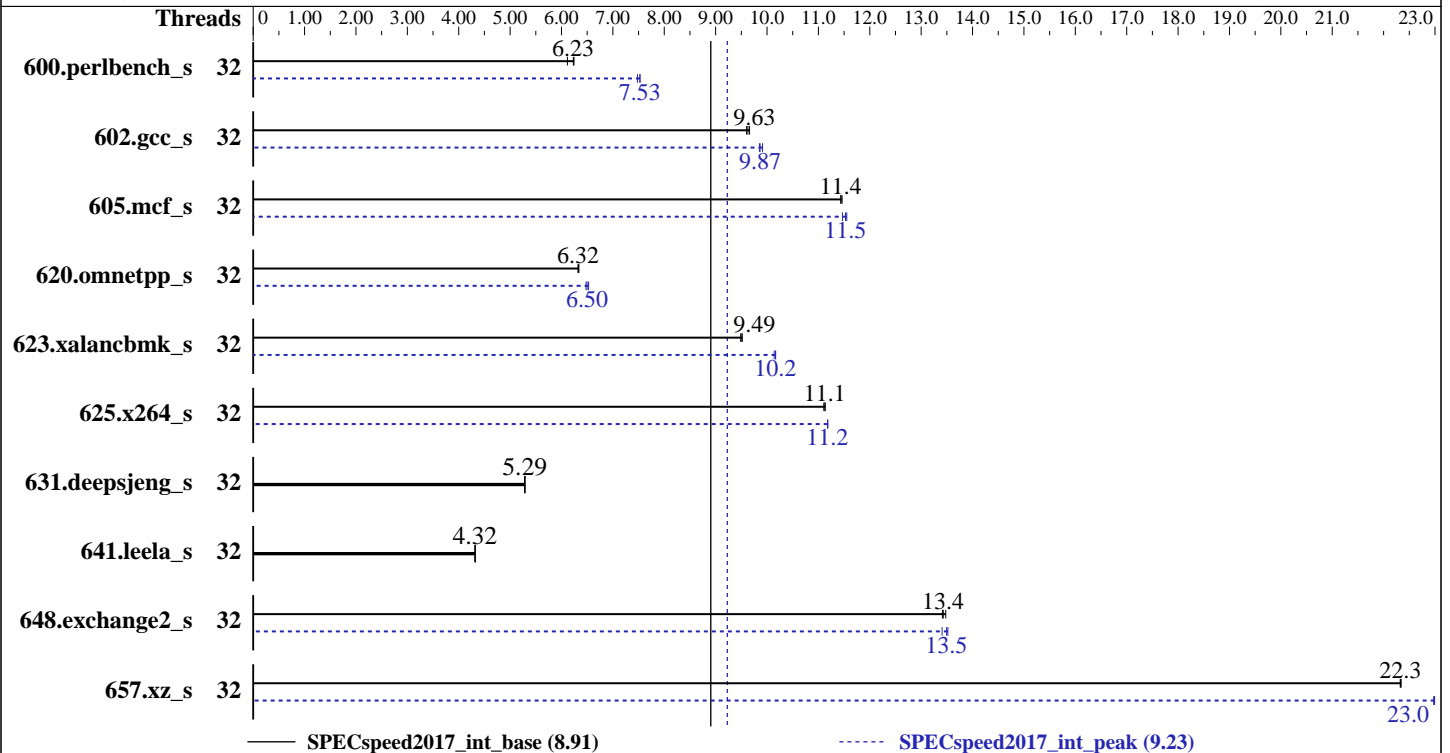 Threads 0 1.00 2.00 3.00 4.00 5.00 6.00 7.00 8.00 9.00 10.0 11.0 12.0 13.0 14.0 15.0 16.0 17.0 18.0 19.0 20.0 21.0 23.0
6.23
600.perlbench_s 32
7.53
9.63
602.gcc_s 32
9.87
11.4
605.mcf_s 32
11.5
6.32
620.omnetpp_s 32
6.50
9.49
623.xalancbmk_s 32
10.2
11.1
625.x264_s 32
11.2
5.29
631.deepsjeng_s 32
4.32
641.leela_s 32
13.4
648.exchange2_s 32
13.5
22.3
657.xz_s 32
23.0
SPECspeed2017_int_base (8.91) SPECspeed2017_int_peak (9.23)